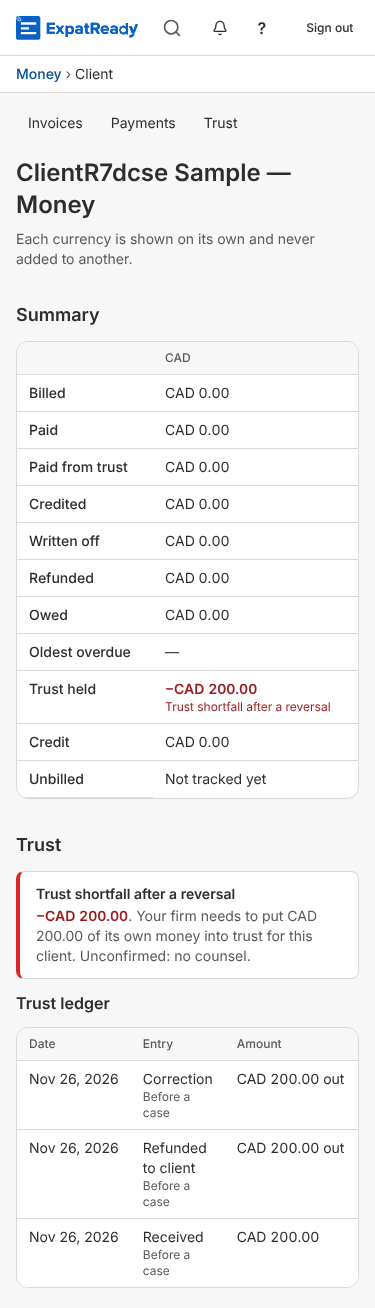 ExpatReady
?
Sign out
Money › Client
Invoices Payments Trust
ClientR7dcse Sample —
Money
Each currency is shown on its own and never
added to another.
Summary
CAD
Billed CAD 0.00
Paid CAD 0.00
Paid from trust CAD 0.00
Credited CAD 0.00
Written off CAD 0.00
Refunded CAD 0.00
Owed CAD 0.00
Oldest overdue —
Trust held −CAD 200.00
Trust shortfall after a reversal
Credit CAD 0.00
Unbilled Not tracked yet
Trust
Trust shortfall after a reversal
−CAD 200.00. Your firm needs to put CAD
200.00 of its own money into trust for this
client. Unconfirmed: no counsel.
Trust ledger
Date Entry Amount
Nov 26, 2026 Correction CAD 200.00 out
Before a
case
Nov 26, 2026 Refunded CAD 200.00 out
to client
Before a
case
Nov 26, 2026 Received CAD 200.00
Before a
case